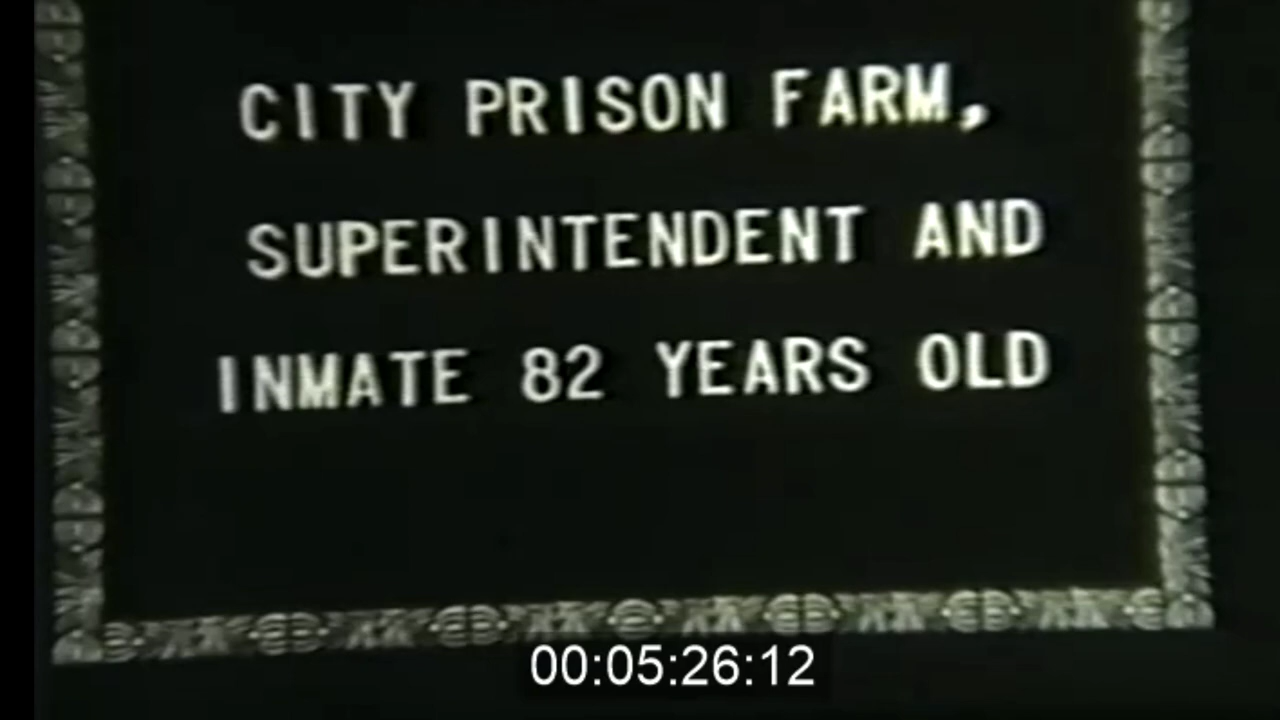 CITY PRISON FARM,
SUPERINTENDENT AND
INMATE 82 YEARS OLD
00:05:26:12